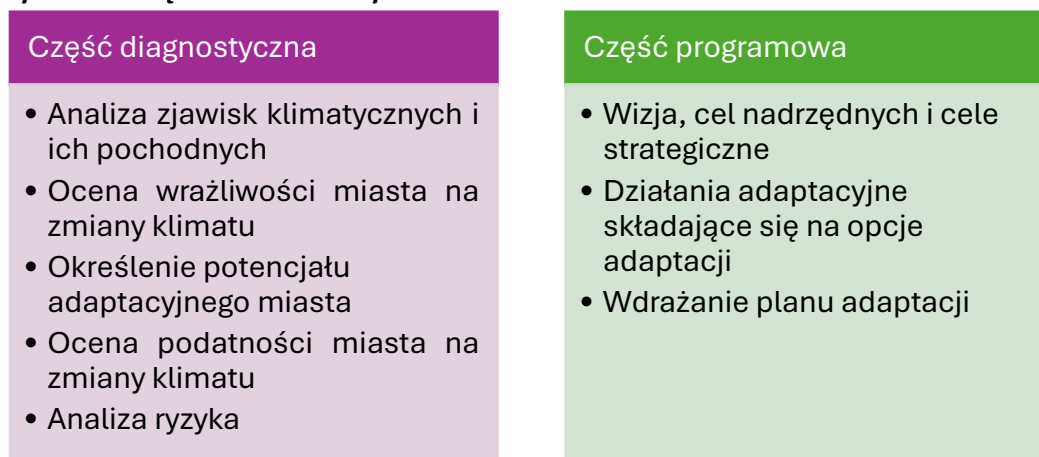 Część diagnostyczna
• Analiza zjawisk klimatycznych i
ich pochodnych
• Ocena wrażliwości miasta na
zmiany klimatu
• Określenie potencjału
adaptacyjnego miasta
• Ocena podatności miasta na
zmiany klimatu
• Analiza ryzyka
Część programowa
• Wizja, cel nadrzędnych i cele
strategiczne
• Działania adaptacyjne
składające się na opcje
adaptacji
• Wdrażanie planu adaptacji